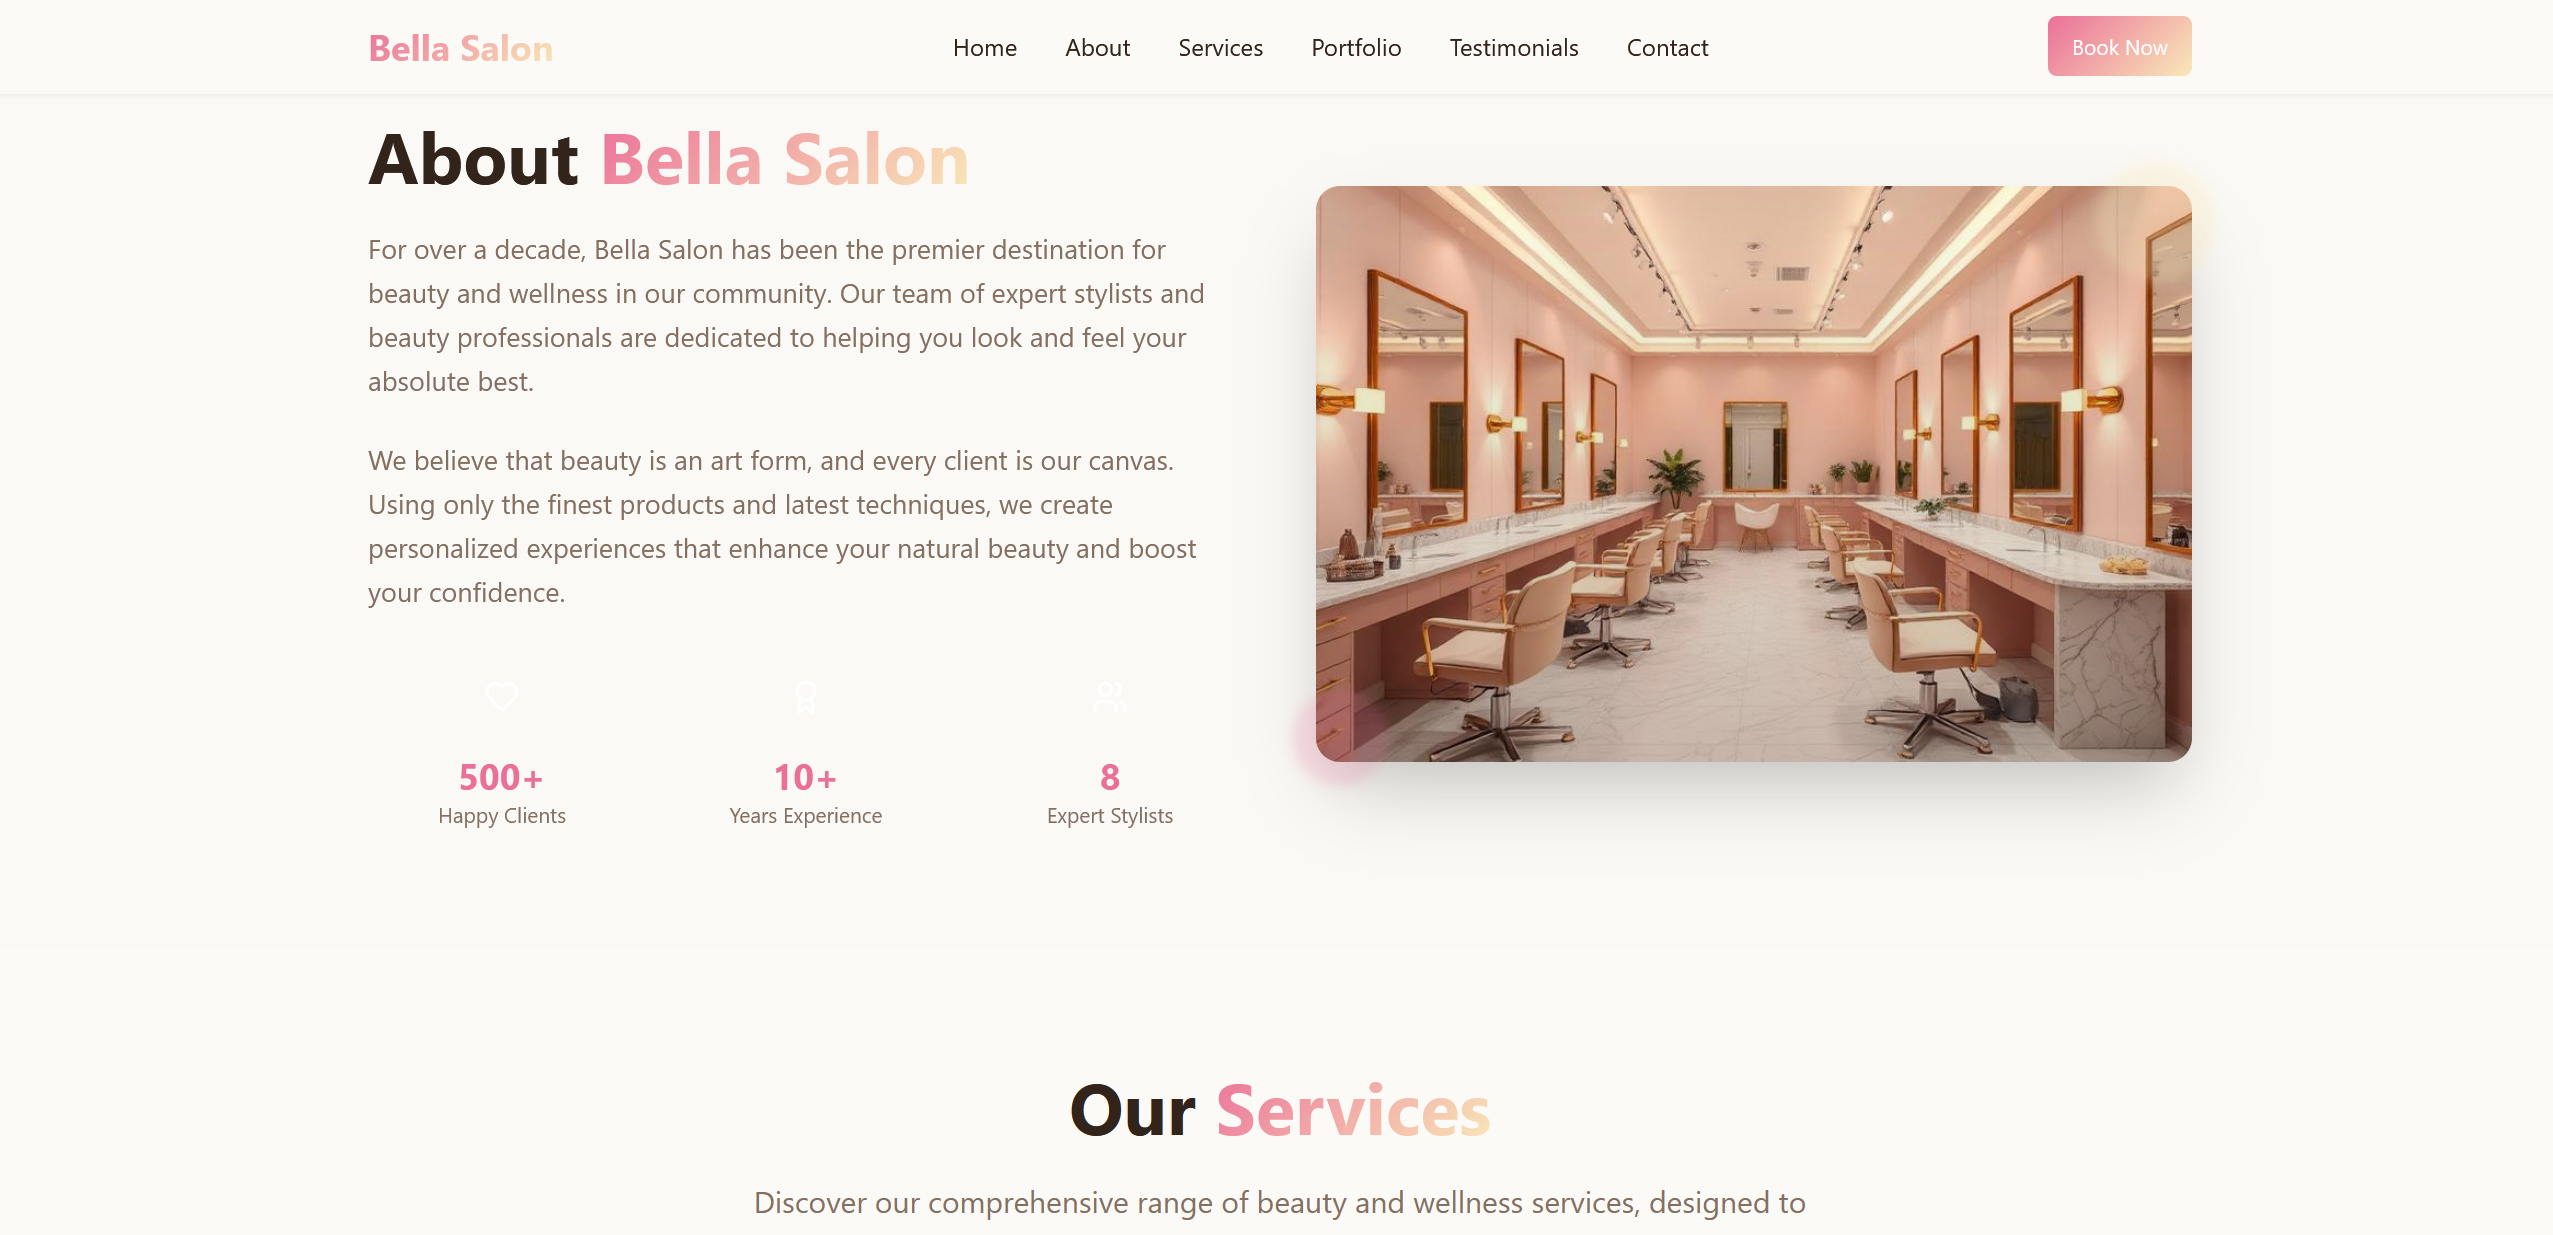 Bella Salon
Home
About
Services
Portfolio
Testimonials
Contact
Book Now
About Bella Salon
For over a decade, Bella Salon has been the premier destination for
beauty and wellness in our community. Our team of expert stylists and
beauty professionals are dedicated to helping you look and feel your
absolute best.
We believe that beauty is an art form, and every client is our canvas.
Using only the finest products and latest techniques, we create
personalized experiences that enhance your natural beauty and boost
your confidence.
500+
Happy Clients
10+
Years Experience
8
Expert Stylists
Our Services
Discover our comprehensive range of beauty and wellness services, designed to